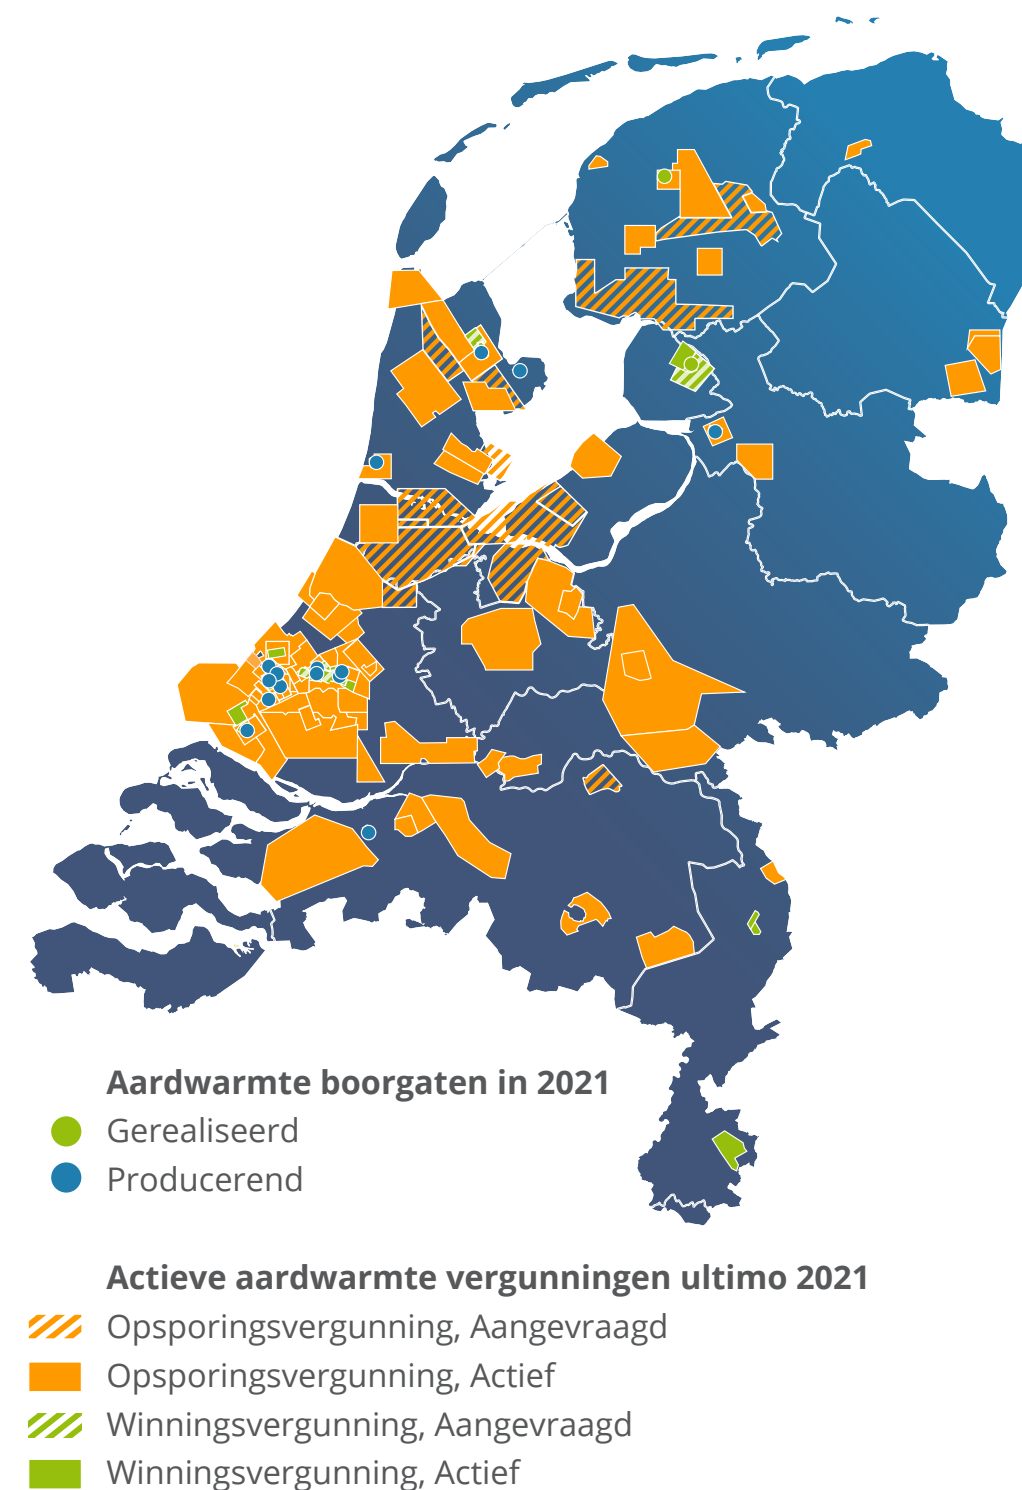 Aardwarmte boorgaten in 2021
Gerealiseerd
Producerend
Actieve aardwarmte vergunningen ultimo 2021
Opsporingsvergunning, Aangevraagd
Opsporingsvergunning, Actief
Winningsvergunning, Aangevraagd
Winningsvergunning, Actief